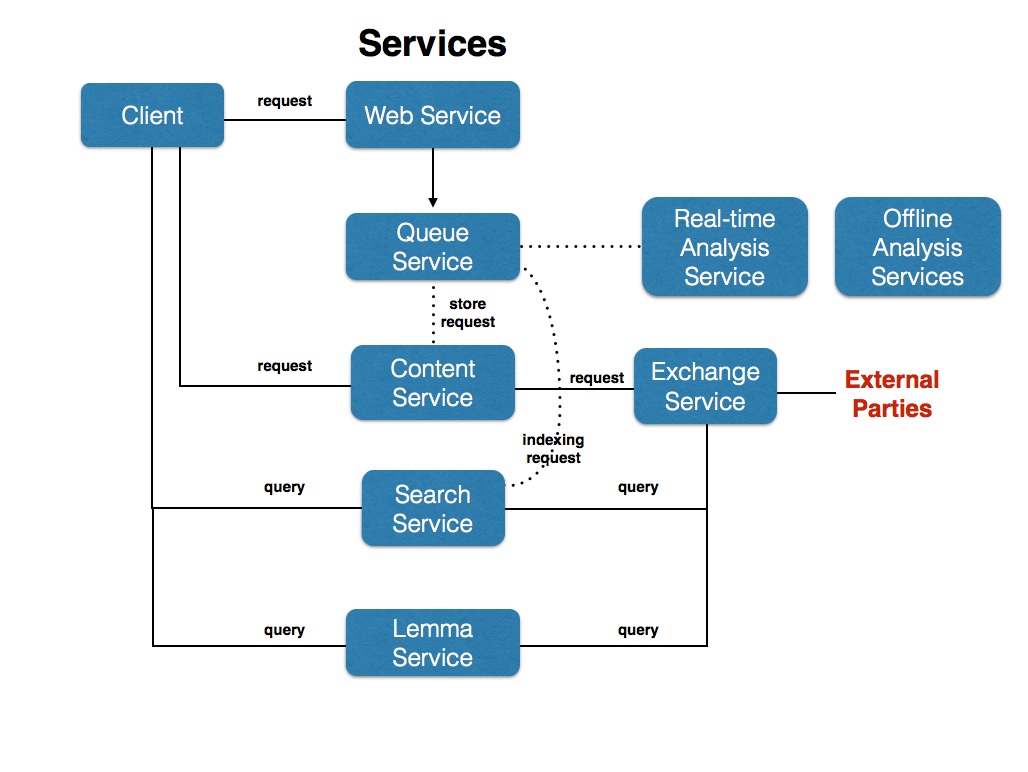 Services
Client
request
Web Service
Queue
Service
Real-time
Analysis
Service
Offline
Analysis
Services
store
request
request
Content
Service
request
Exchange
Service
External
Parties
indexing
request
query
Search
Service
query
query
Lemma
Service
query